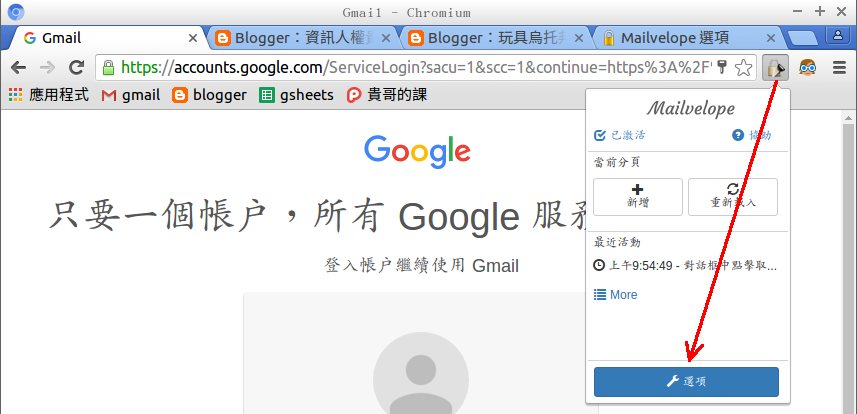 Gmail - Chromium
Gmail
Blogger：資訊人權
Blogger：玩具烏托
Mailvelope 選項
https://accounts.google.com/ServiceLogin?sacu=1&scc=1&continue=https%3A%2F
應用程式
gmail
blogger
gsheets
貴哥的課
Google
只要一個帳戶，所有 Google 服
登入帳戶繼續使用 Gmail
Mailvelope
已激活
協助
當前分頁
新增
重新載入
最近活動
上午9:54:49 - 對話框中點擊取...
More
選項